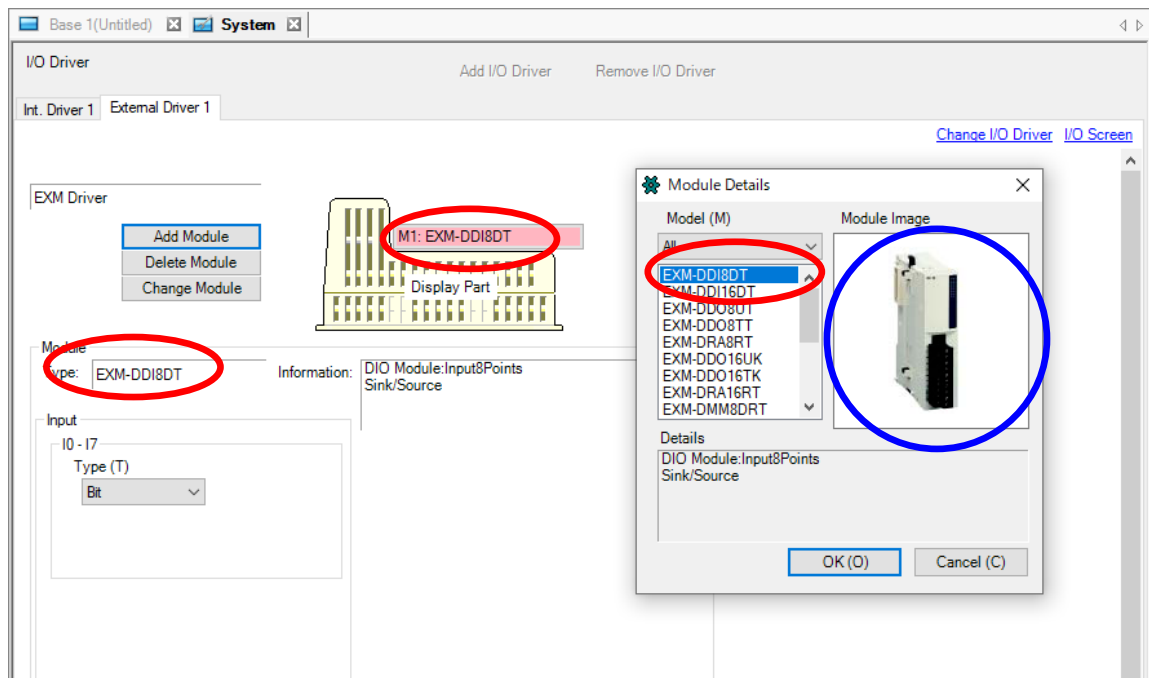 Base 1(Untitled)
System
I/O Driver
Add I/O Driver
Remove I/O Driver
Int. Driver 1
External Driver 1
Change I/O Driver
I/O Screen
EXM Driver
Add Module
Delete Module
Change Module
M1: EXM-DDI8DT
Display Part
Module
Type:
EXM-DDI8DT
Information:
DIO Module:Input8Points
Sink/Source
Input
I0 - I7
Type (T)
Bit
Module Details
Model (M)
Module Image
All
EXM-DDI8DT
EXM-DDI16DT
EXM-DDO8UT
EXM-DDO8TT
EXM-DRA8RT
EXM-DDO16UK
EXM-DDO16TK
EXM-DRA16RT
EXM-DMM8DRT
Details
DIO Module:Input8Points
Sink/Source
OK (O)
Cancel (C)